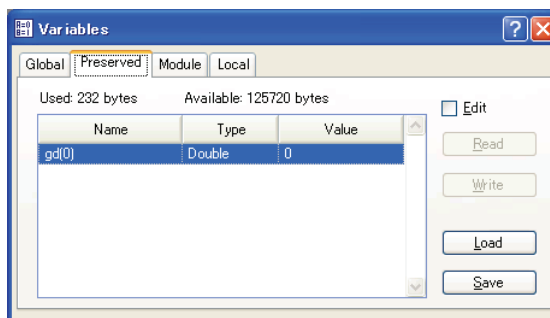 Variables
Global Preserved Module Local
Used: 232 bytes Available: 125720 bytes
Edit
Name Type Value
Read
gd(0) Double 0
Write
Load
Save